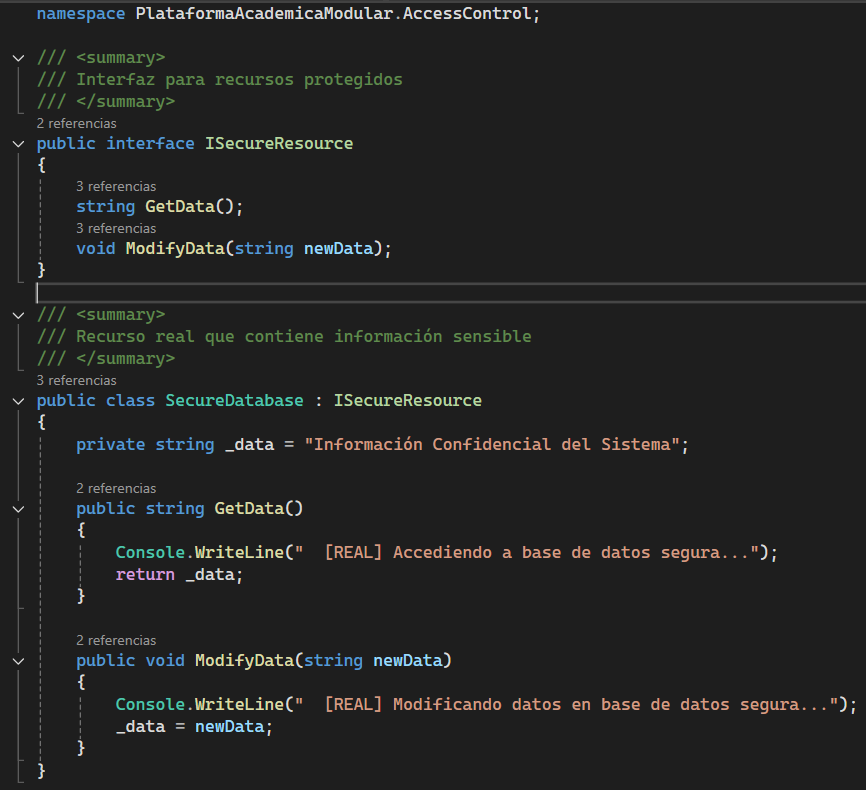 namespace PlataformaAcademicaModular.AccessControl;
/// <summary>
/// Interfaz para recursos protegidos
/// </summary>
2 referencias
public interface ISecureResource
{
3 referencias
string GetData();
3 referencias
void ModifyData(string newData);
}
/// <summary>
/// Recurso real que contiene información sensible
/// </summary>
3 referencias
public class SecureDatabase : ISecureResource
{
private string _data = "Información Confidencial del Sistema";
2 referencias
public string GetData()
{
Console.WriteLine("  [REAL] Accediendo a base de datos segura...");
return _data;
}
2 referencias
public void ModifyData(string newData)
{
Console.WriteLine("  [REAL] Modificando datos en base de datos segura...");
_data = newData;
}
}